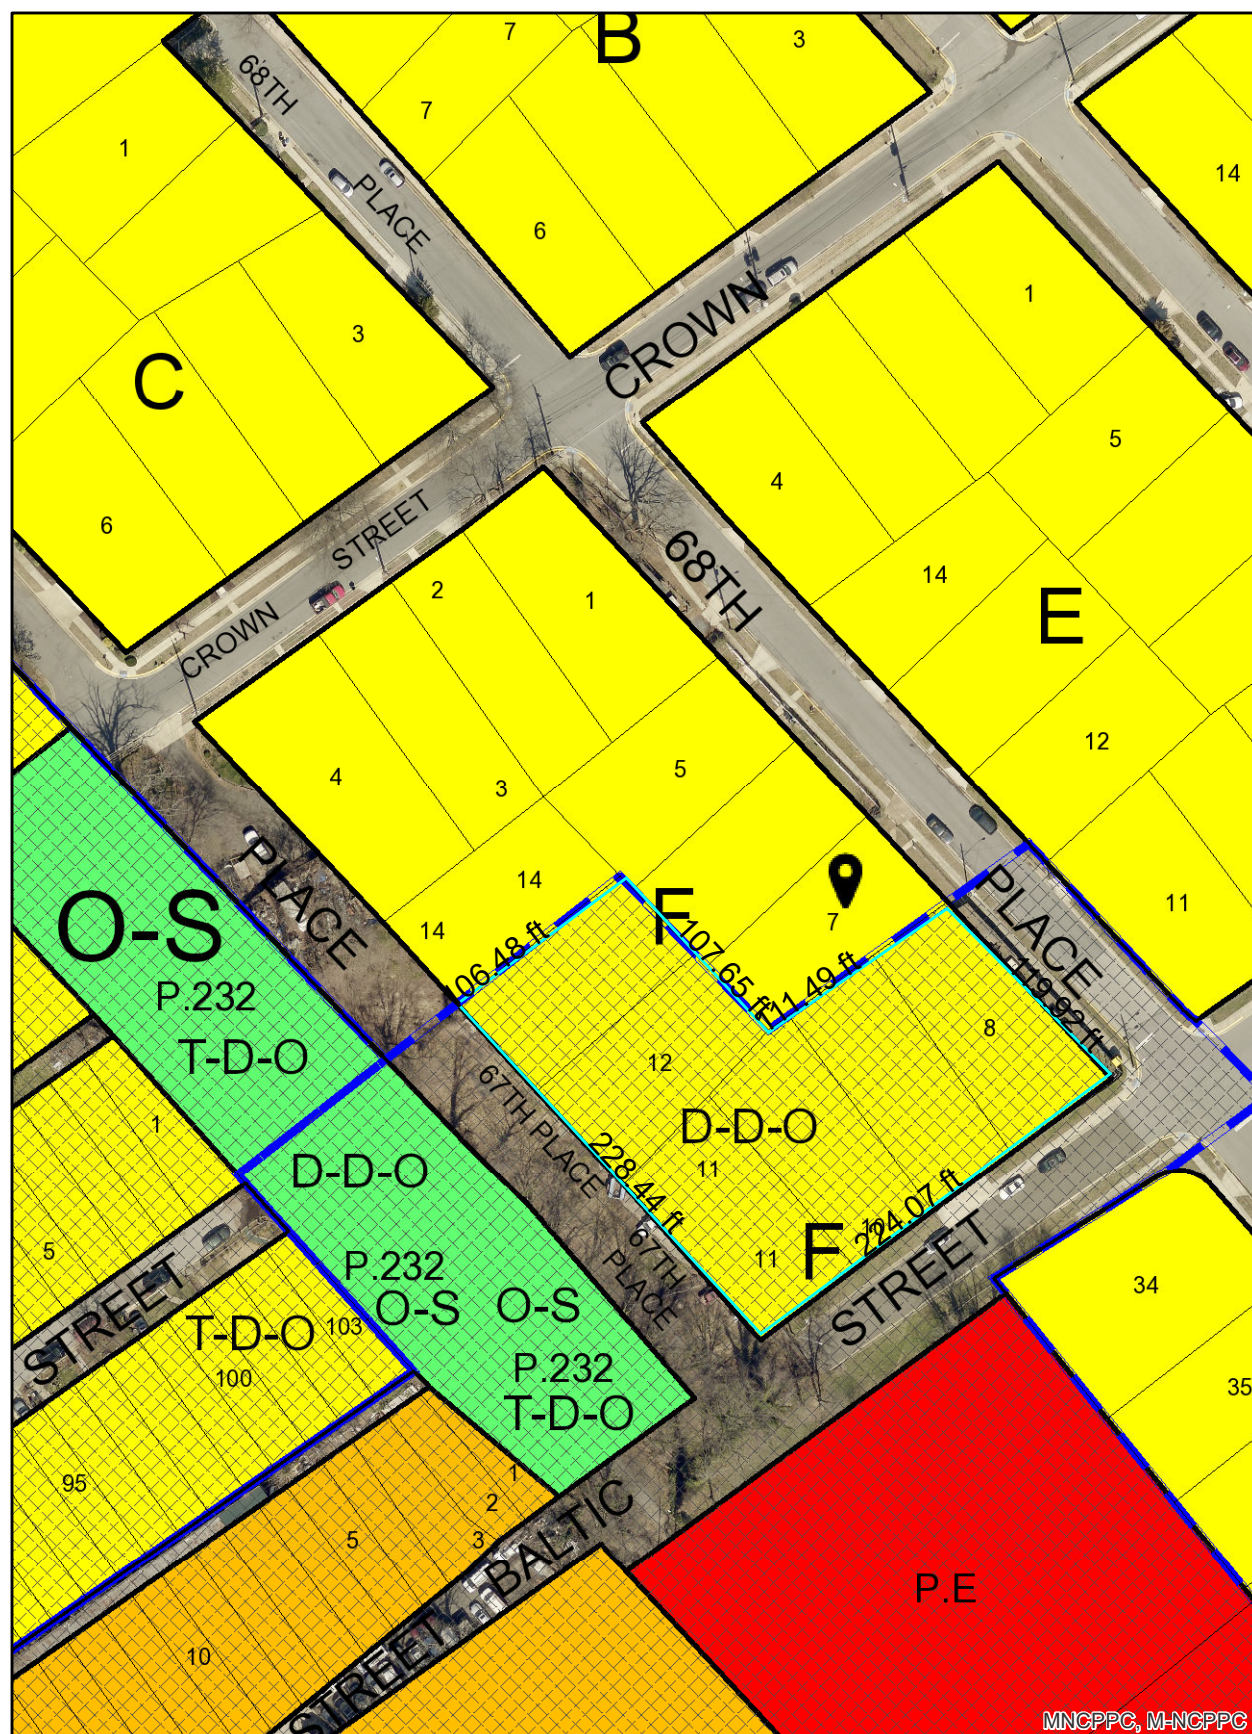 B
7
3
68TH
7
1
14
PLACE
6
1
CROWN
3
C
5
4
6
STREET
14
68TH
2
1
E
CROWN
12
5
4
3
PLACE
14
F
7
11
O-S
14
PLACE
106.48 ft
107.65 ft
111.49 ft
119.92 ft
P.232
T-D-O
8
12
67TH PLACE
1
D-D-O
D-D-O
11
228.44 ft
224.07 ft
5
F
11
67TH
PLACE
P.232
O-S
O-S
STREET
34
T-D-O
103
STREET
100
P.232
T-D-O
35
95
1
2
3
5
BALTIC
P.E
10
STREET
MNCPPC, M-NCPPC